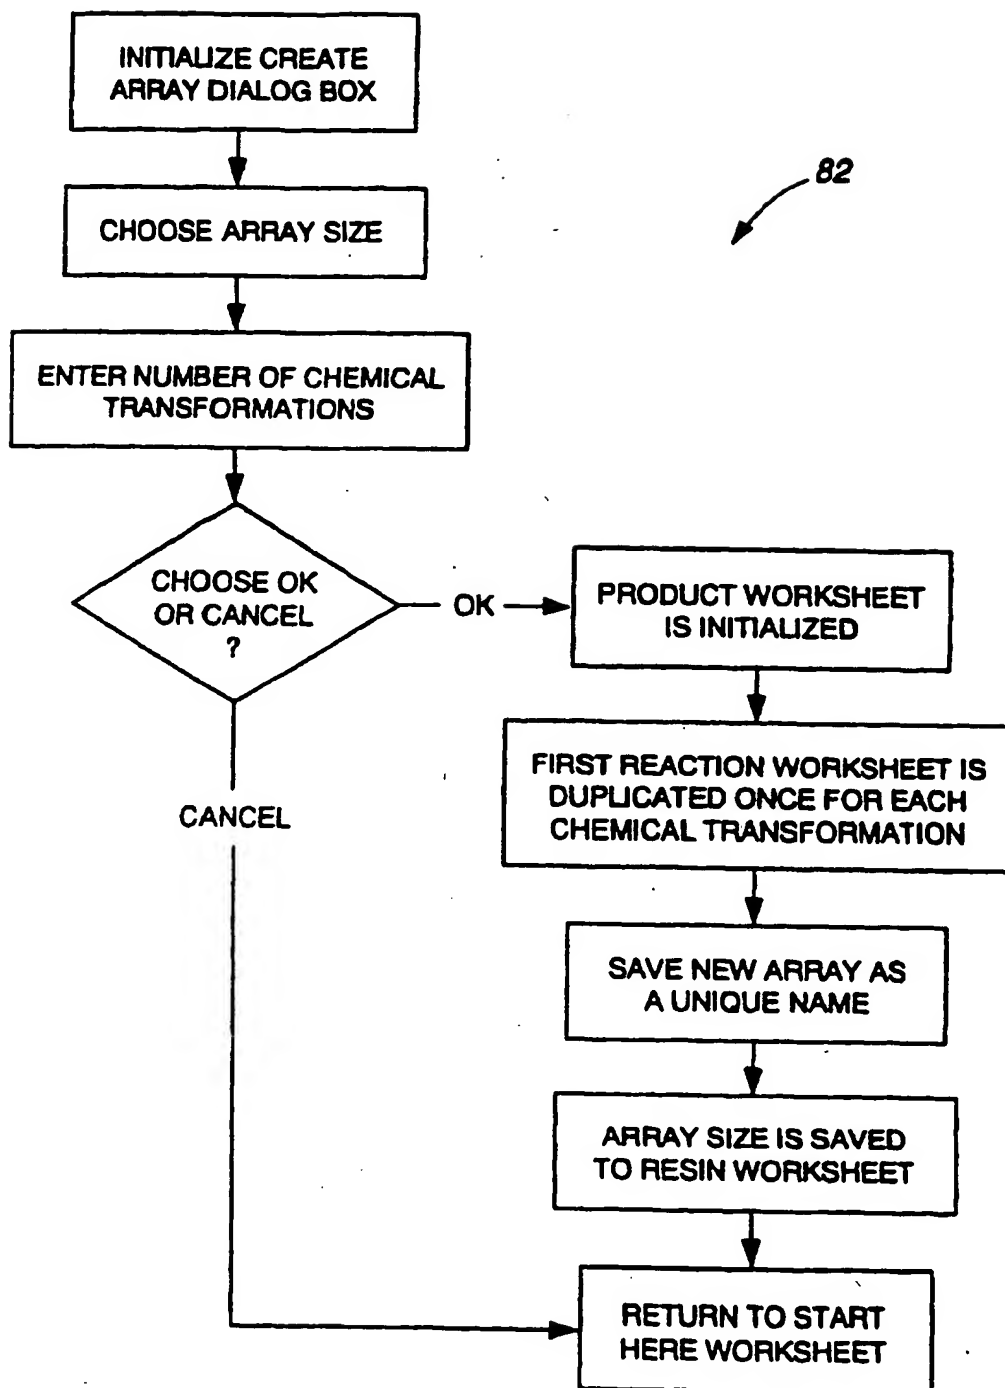 INITIALIZE CREATE
ARRAY DIALOG BOX
82
CHOOSE ARRAY SIZE
ENTER NUMBER OF CHEMICAL
TRANSFORMATIONS
CHOOSE OK
OR CANCEL
?
OK
PRODUCT WORKSHEET
IS INITIALIZED
FIRST REACTION WORKSHEET IS
DUPLICATED ONCE FOR EACH
CHEMICAL TRANSFORMATION
CANCEL
SAVE NEW ARRAY AS
A UNIQUE NAME
ARRAY SIZE IS SAVED
TO RESIN WORKSHEET
RETURN TO START
HERE WORKSHEET